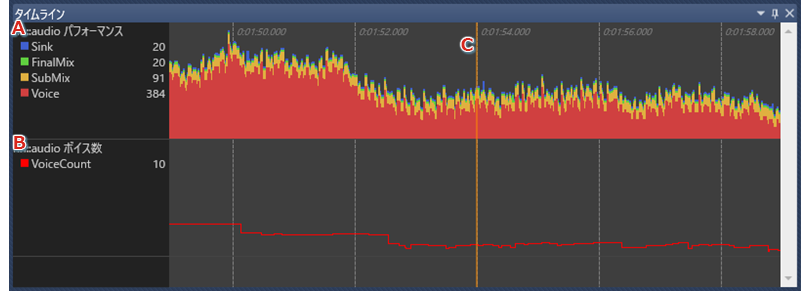 タイムライン
A
...audio パフォーマンス
Sink 20
FinalMix 20
SubMix 91
Voice 384
0:01:50.000 0:01:52.000 0:01:54.000 0:01:56.000 0:01:58.000
C
B
...audio ボイス数
VoiceCount 10